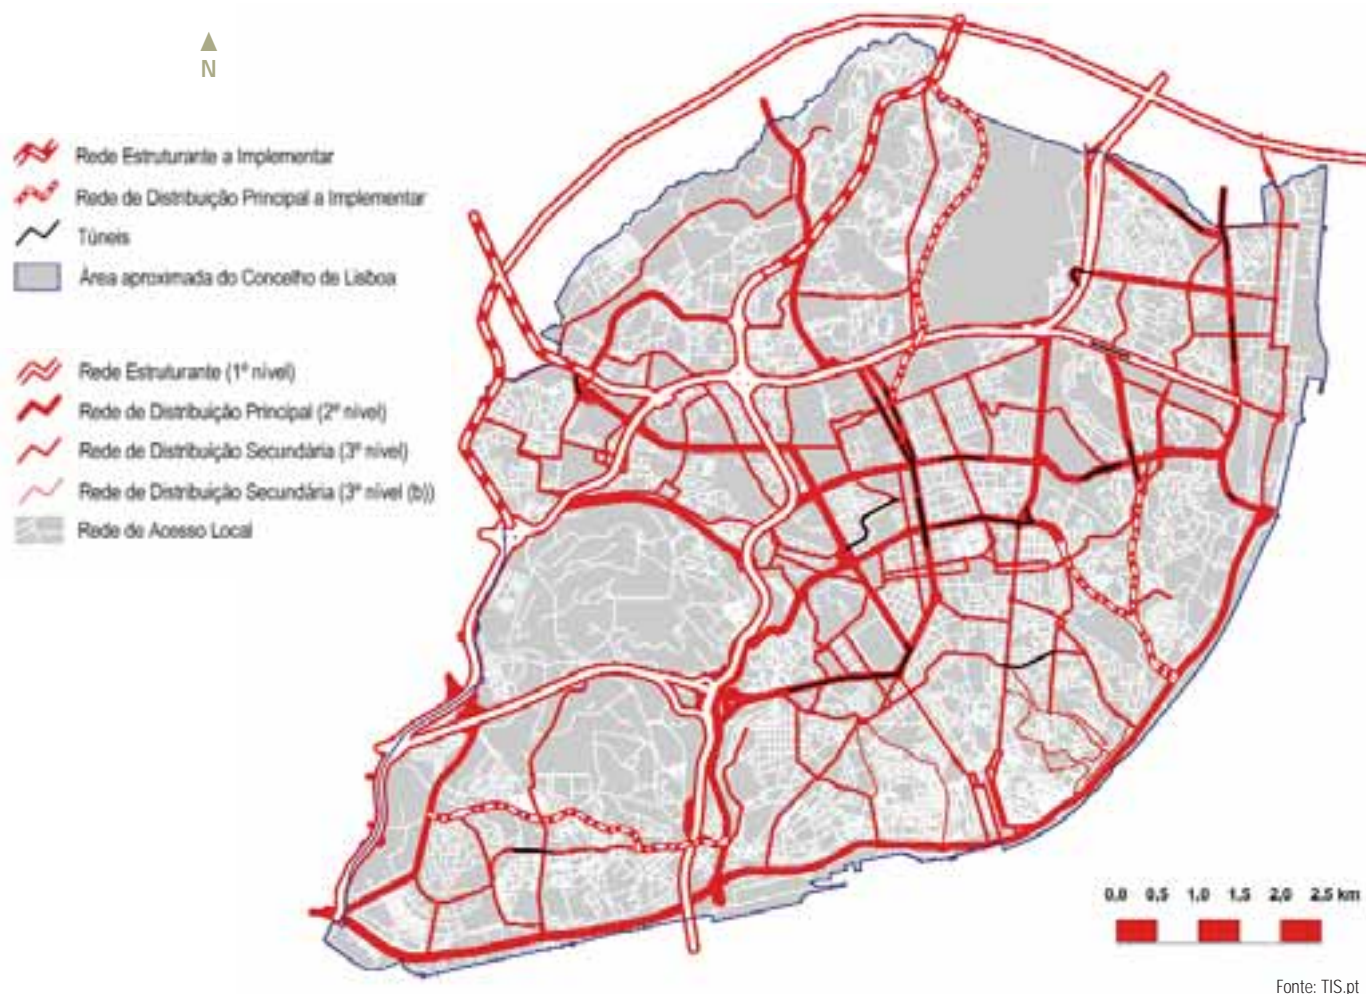 N
Rede Estruturante a Implementar
Rede de Distribuição Principal a Implementar
Túneis
Área aproximada do Concelho de Lisboa
Rede Estruturante (1º nível)
Rede de Distribuição Principal (2º nível)
Rede de Distribuição Secundária (3º nível)
Rede de Distribuição Secundária (3º nível (b))
Rede de Acesso Local
0,0 0,5 1,0 1,5 2,0 2,5 km
Fonte: TIS.pt